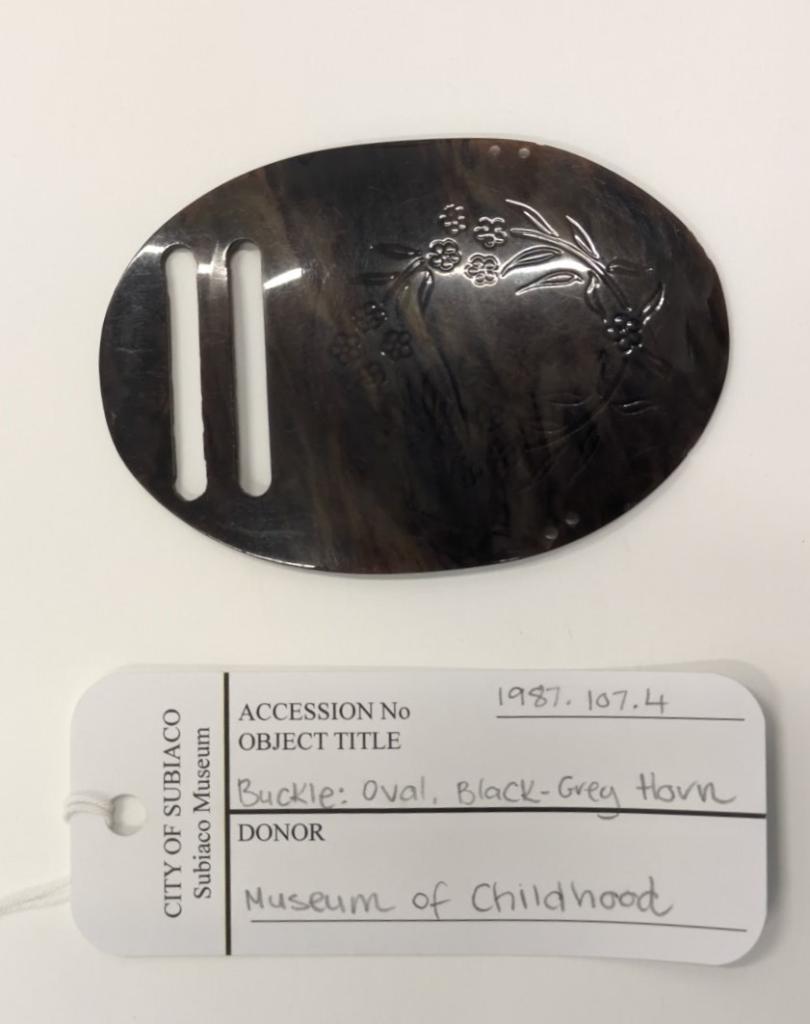 CITY OF SUBIACO
Subiaco Museum
ACCESSION No 1987.107.4
OBJECT TITLE
Buckle: Oval, Black-Grey Horn
DONOR
Museum of Childhood